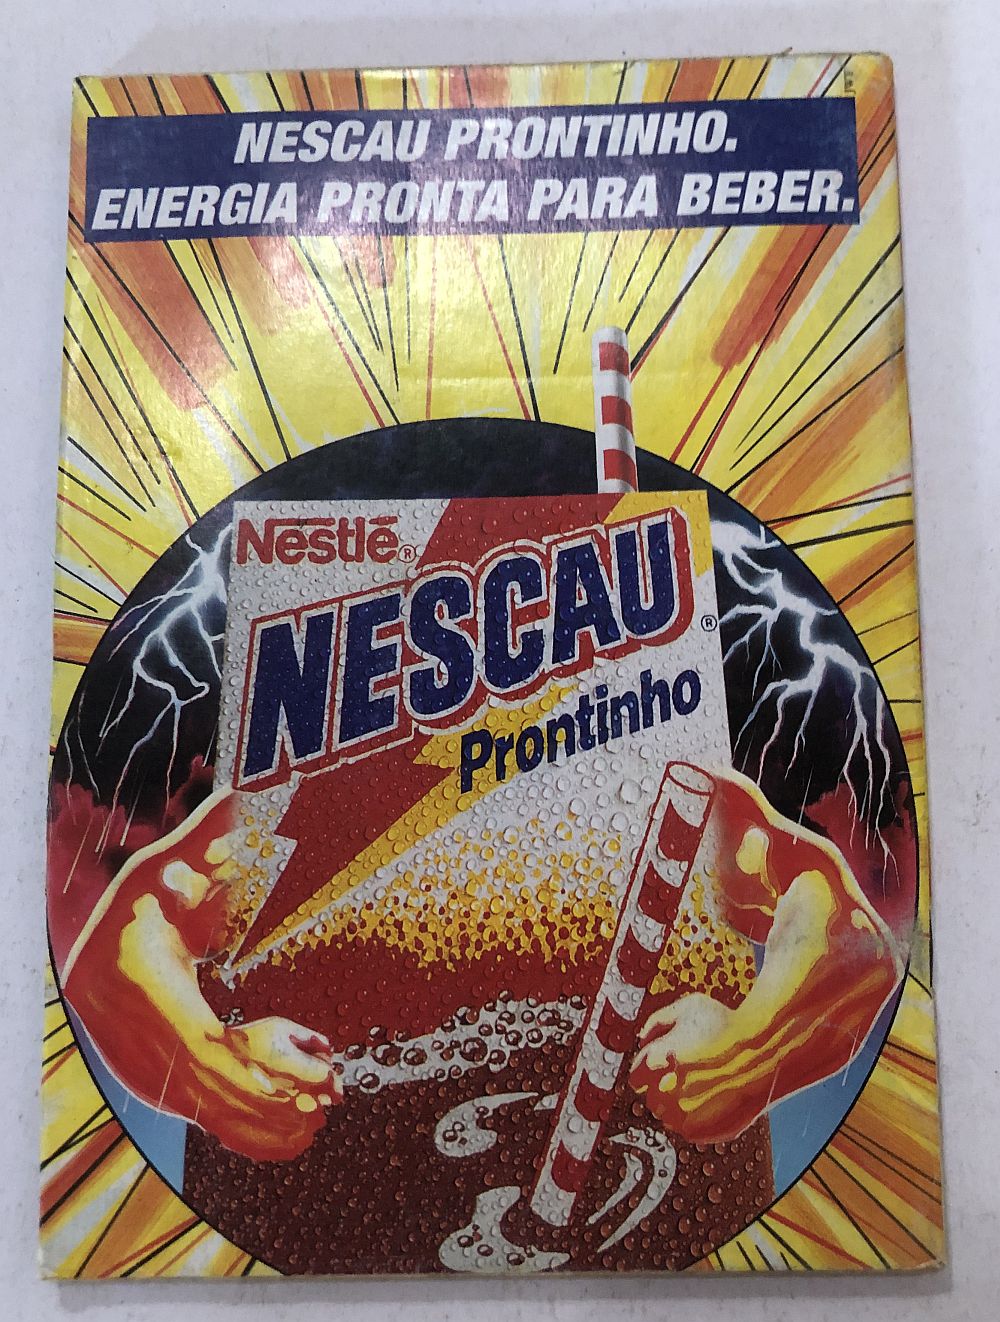 NESCAU PRONTINHO.
ENERGIA PRONTA PARA BEBER.
Nestlé®
NESCAU®
Prontinho